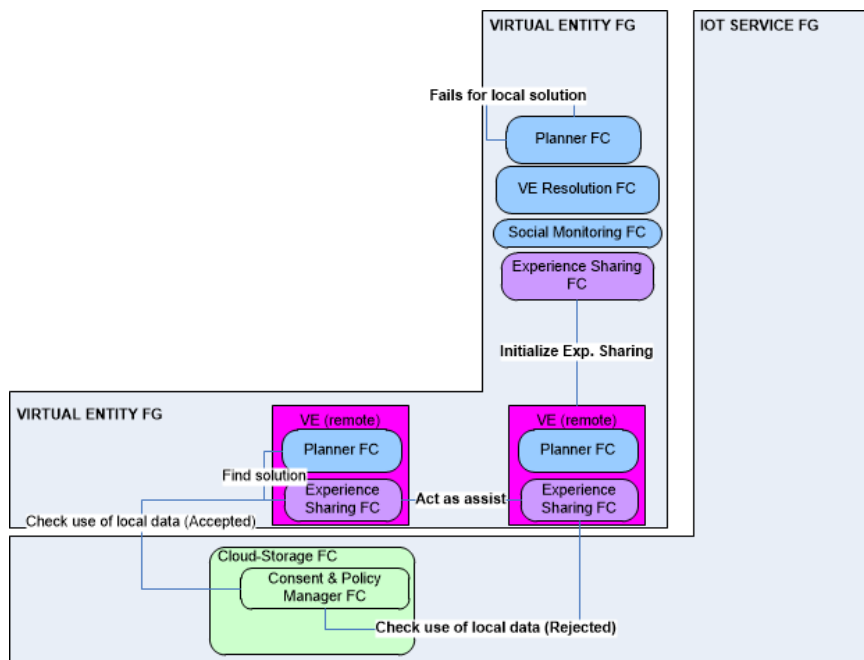 VIRTUAL ENTITY FG
IOT SERVICE FG
Fails for local solution
Planner FC
VE Resolution FC
Social Monitoring FC
Experience Sharing
FC
Initialize Exp. Sharing
VIRTUAL ENTITY FG
VE (remote)
Planner FC
Find solution
Experience
Sharing FC
VE (remote)
Planner FC
Experience
Sharing FC
Act as assist
Check use of local data (Accepted)
Cloud-Storage FC
Consent & Policy
Manager FC
Check use of local data (Rejected)